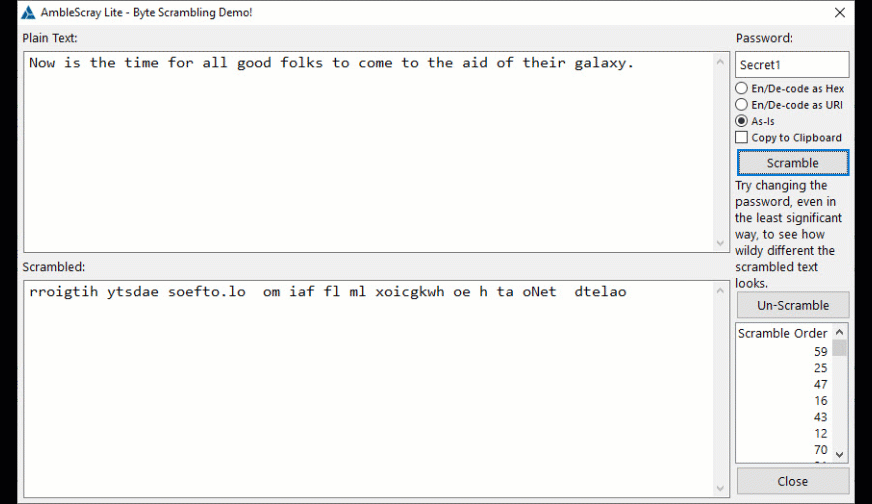 AmbleScray Lite - Byte Scrambling Demo!
Plain Text:
Now is the time for all good folks to come to the aid of their galaxy.
Password:
Secret1
En/De-code as Hex
En/De-code as URI
As-Is
Copy to Clipboard
Scramble
Try changing the
password, even in
the least significant
way, to see how
wildy different the
scrambled text
looks.
Scrambled:
rroigtih ytsdae soefto.lo  om iaf fl ml xoicgkwh oe h ta oNet  dtelao
Un-Scramble
Scramble Order
59
25
47
16
43
12
70
Close